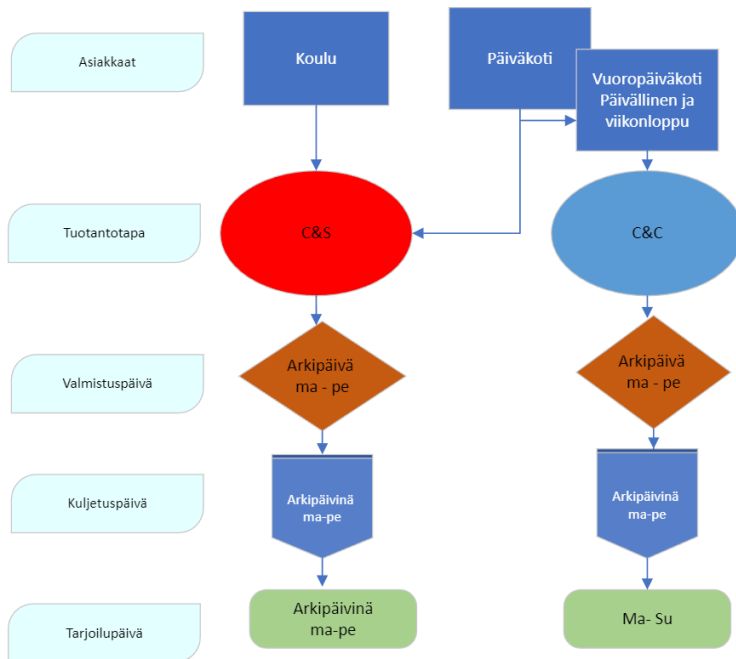 Asiakkaat
Koulu
Päiväkoti
Vuoropäiväkoti
Päivällinen ja
viikonloppu
Tuotantotapa
C&S
C&C
Valmistuspäivä
Arkipäivä
ma - pe
Arkipäivä
ma - pe
Kuljetuspäivä
Arkipäivinä
ma-pe
Arkipäivinä
ma-pe
Tarjoilupäivä
Arkipäivinä
ma-pe
Ma- Su